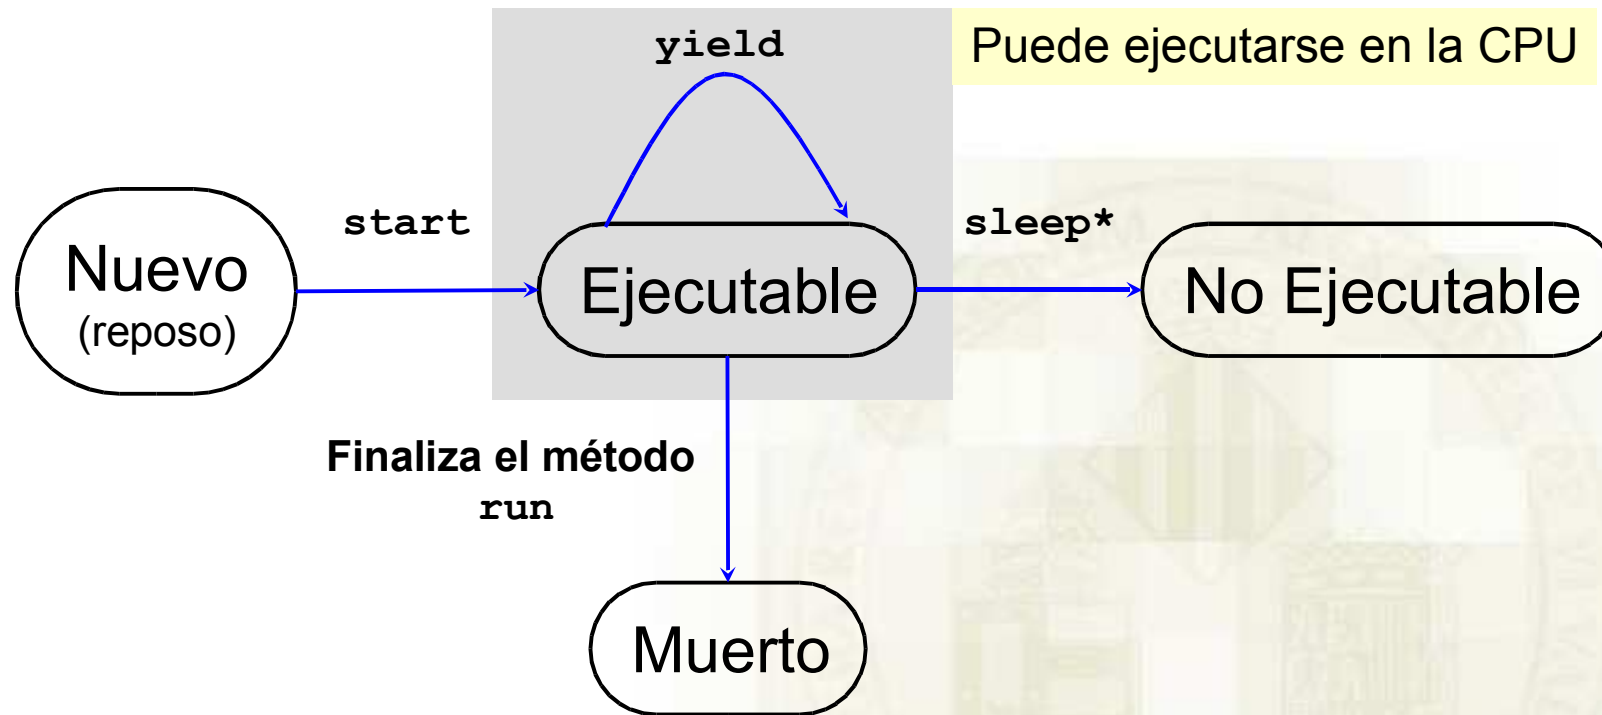 yield
Puede ejecutarse en la CPU
start
sleep*
Nuevo
(reposo)
Ejecutable
No Ejecutable
Finaliza el método
run
Muerto